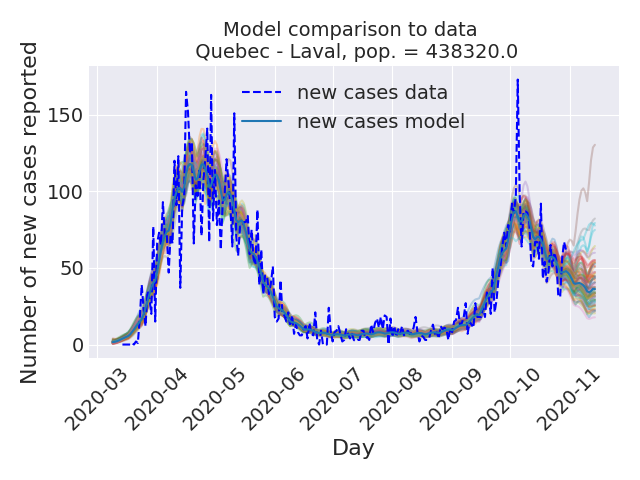 Model comparison to data
Quebec - Laval, pop. = 438320.0
new cases data
new cases model
Number of new cases reported
150
100
50
0
2020-03
2020-04
2020-05
2020-06
2020-07
2020-08
2020-09
2020-10
2020-11
Day